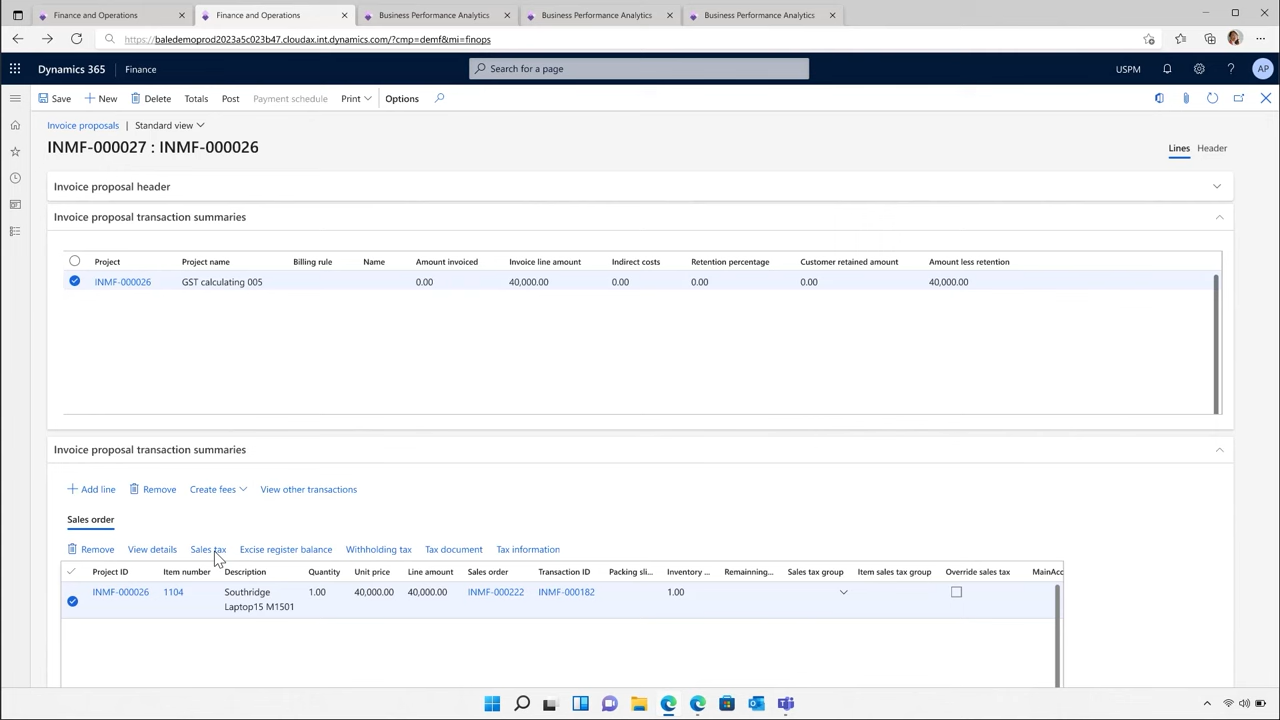 Finance and Operations
Finance and Operations
Business Performance Analytics
Business Performance Analytics
Business Performance Analytics
https://baledemoprod2023a5c023b47.cloudax.int.dynamics.com/?cmp=demf&mi=finops
Dynamics 365 Finance Search for a page USPM AP
Save New Delete Totals Post Payment schedule Print Options
Invoice proposals | Standard view
INMF-000027 : INMF-000026
Lines Header
Invoice proposal header
Invoice proposal transaction summaries
Project Project name Billing rule Name Amount invoiced Invoice line amount Indirect costs Retention percentage Customer retained amount Amount less retention
INMF-000026 GST calculating 005 0.00 40,000.00 0.00 0.00 0.00 40,000.00
Invoice proposal transaction summaries
Add line Remove Create fees View other transactions
Sales order
Remove View details Sales tax Excise register balance Withholding tax Tax document Tax information
Project ID Item number Description Quantity Unit price Line amount Sales order Transaction ID Packing sli... Inventory ... Remaining... Sales tax group Item sales tax group Override sales tax MainAcc
INMF-000026 1104 Southridge 1.00 40,000.00 40,000.00 INMF-000222 INMF-000182 1.00
Laptop15 M1501